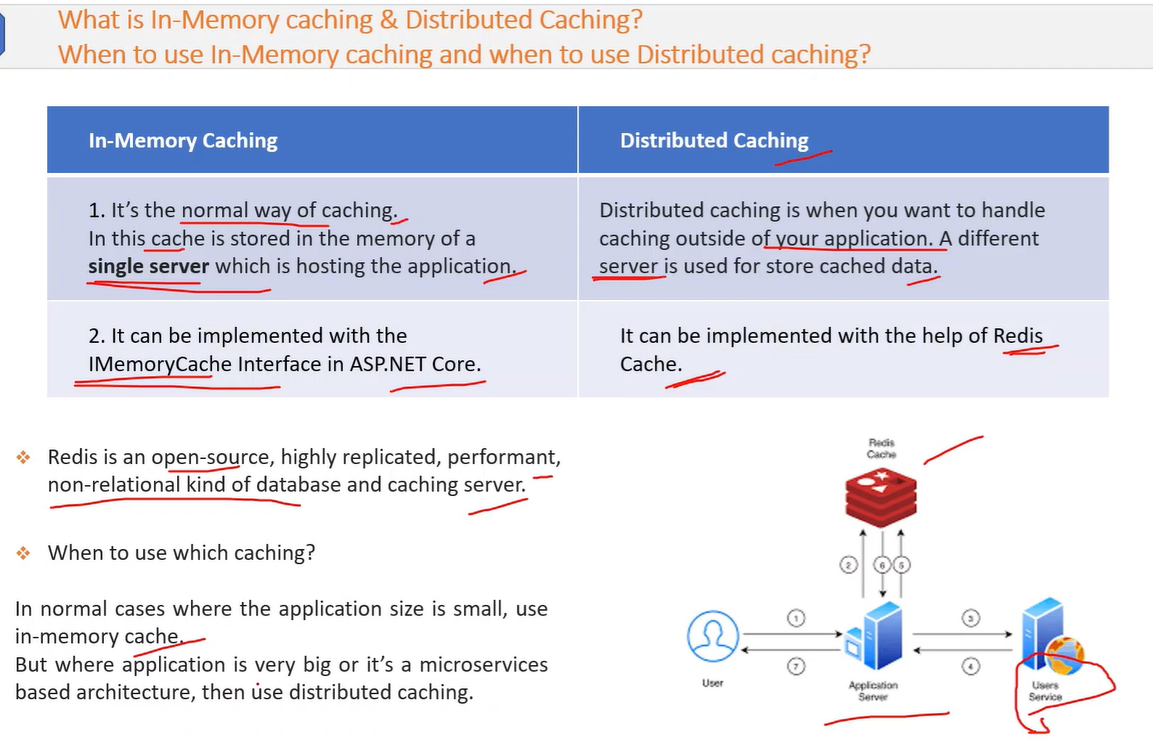 What is In-Memory caching & Distributed Caching?
When to use In-Memory caching and when to use Distributed caching?
In-Memory Caching
Distributed Caching
1. It’s the normal way of caching.
In this cache is stored in the memory of a
single server which is hosting the application.
Distributed caching is when you want to handle
caching outside of your application. A different
server is used for store cached data.
2. It can be implemented with the
IMemoryCache Interface in ASP.NET Core.
It can be implemented with the help of Redis
Cache.
❖ Redis is an open-source, highly replicated, performant,
non-relational kind of database and caching server.
❖ When to use which caching?
In normal cases where the application size is small, use
in-memory cache.
But where application is very big or it’s a microservices
based architecture, then use distributed caching.
Redis
Cache
2
6
5
1
3
7
4
User
Application
Server
Users
Service